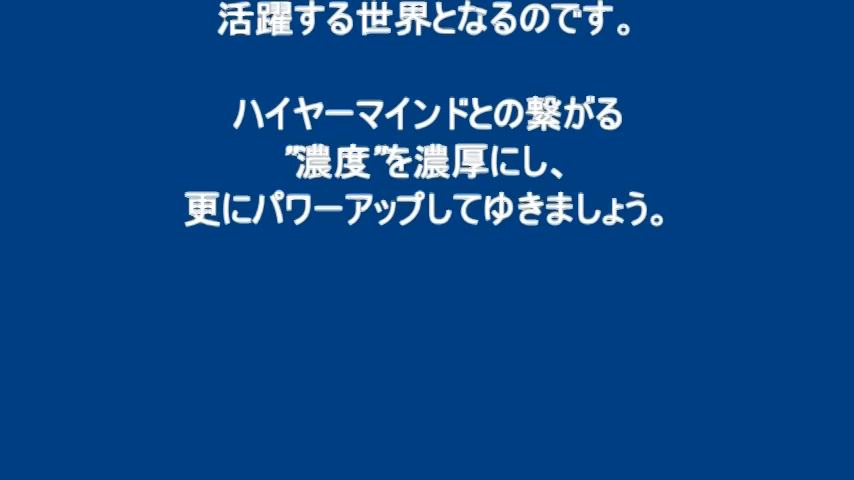 活躍する世界となるのです。
ハイヤーマインドとの繋がる
"濃度"を濃厚にし、
更にパワーアップしてゆきましょう。